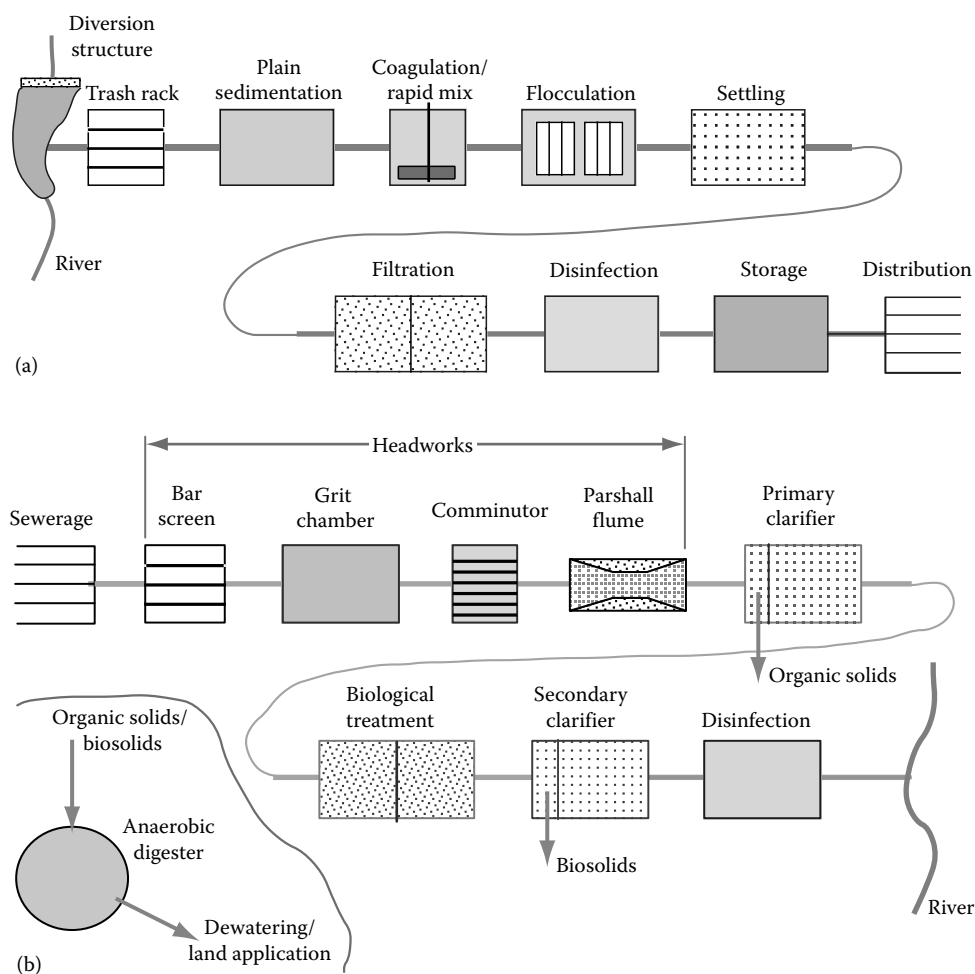 Diversion
structure
Trash rack
Plain
sedimentation
Coagulation/
rapid mix
Flocculation
Settling
River
Filtration
Disinfection
Storage
Distribution
(a)
Headworks
Sewerage
Bar
screen
Grit
chamber
Comminutor
Parshall
flume
Primary
clarifier
Organic solids
Biological
treatment
Secondary
clarifier
Disinfection
Organic solids/
biosolids
Anaerobic
digester
Biosolids
Dewatering/
land application
River
(b)